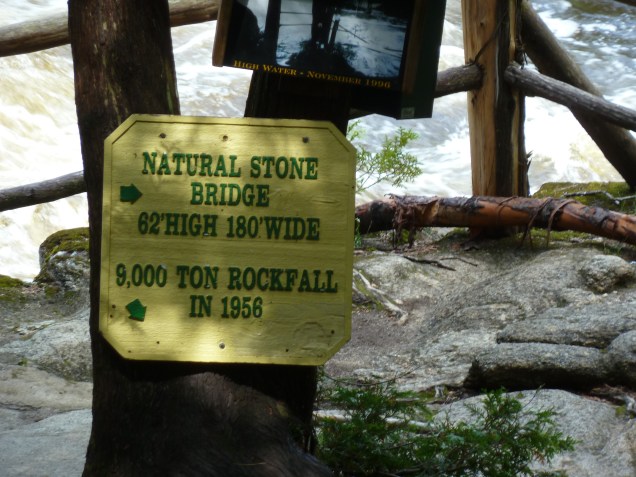 HIGH WATER - NOVEMBER 1996
NATURAL STONE
BRIDGE
62'HIGH 180'WIDE
9,000 TON ROCKFALL
IN 1956